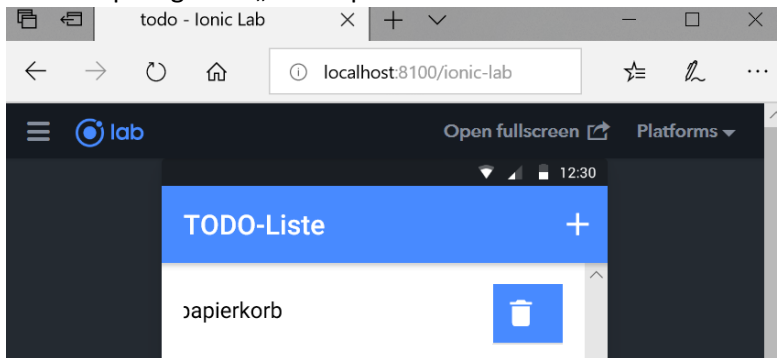 todo - Ionic Lab
localhost:8100/ionic-lab
lab
Open fullscreen
Platforms
12:30
TODO-Liste
papierkorb